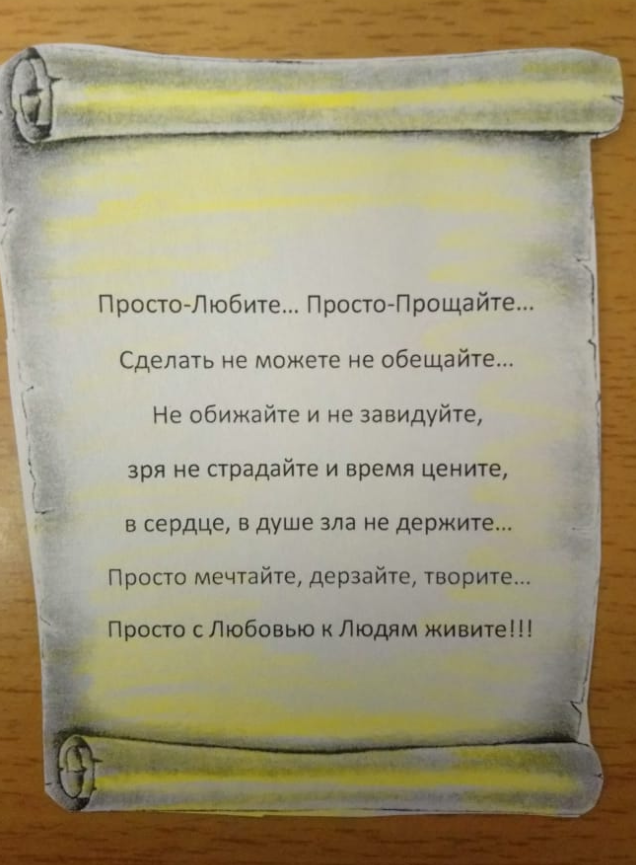 Просто-Любите... Просто-Прощайте...
Сделать не можете не обещайте...
Не обижайте и не завидуйте,
зря не страдайте и время цените,
в сердце, в душе зла не держите...
Просто мечтайте, дерзайте, творите...
Просто с Любовью к Людям живите!!!